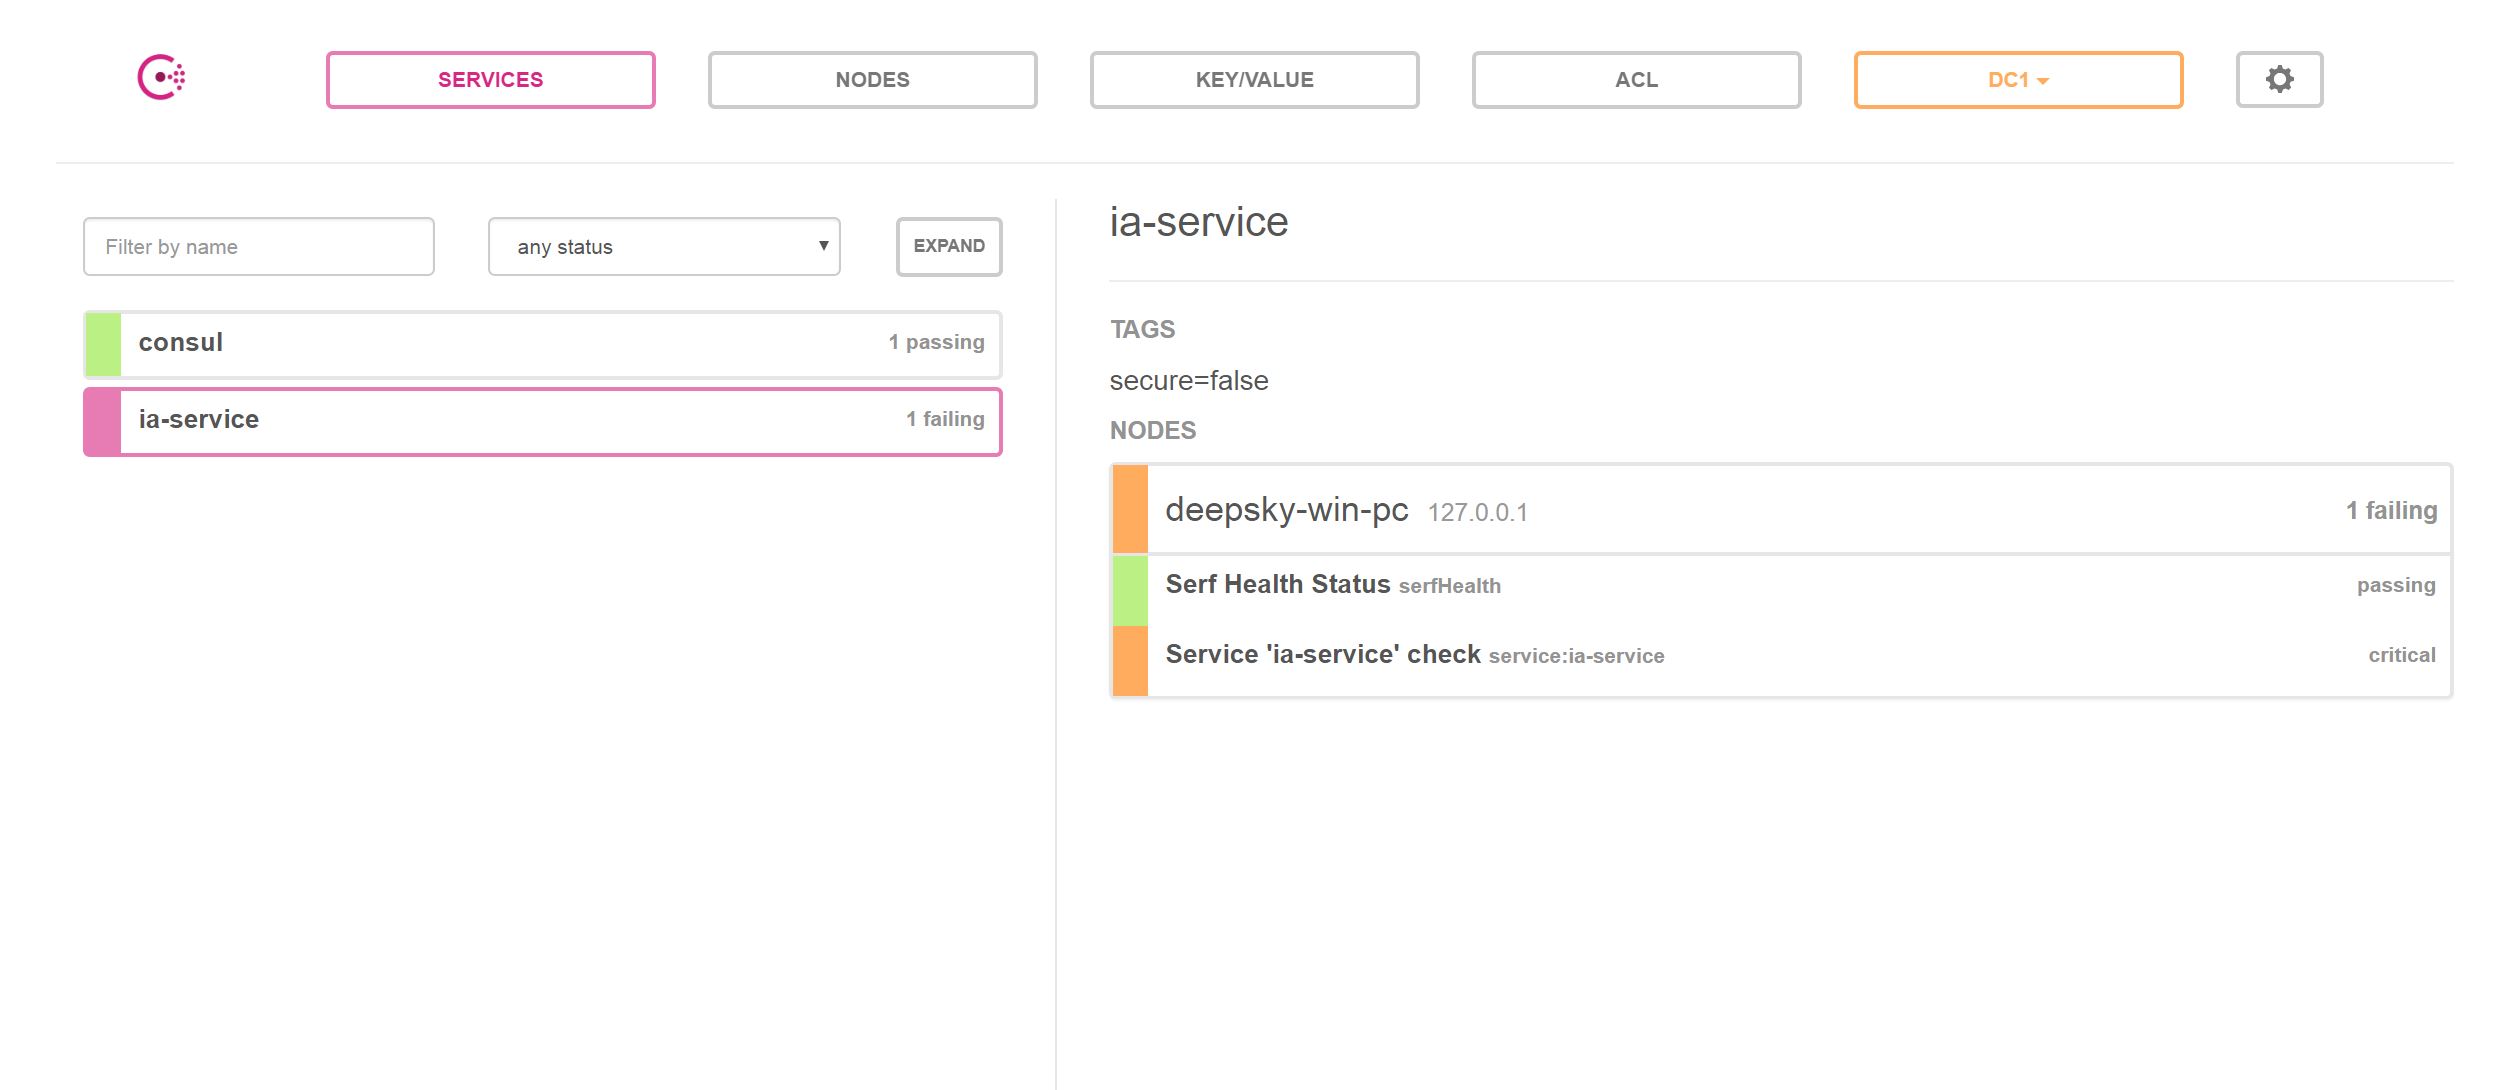 SERVICES NODES KEY/VALUE ACL DC1
Filter by name any status EXPAND
consul 1 passing
ia-service 1 failing
ia-service
TAGS
secure=false
NODES
deepsky-win-pc 127.0.0.1 1 failing
Serf Health Status serfHealth passing
Service 'ia-service' check service:ia-service critical